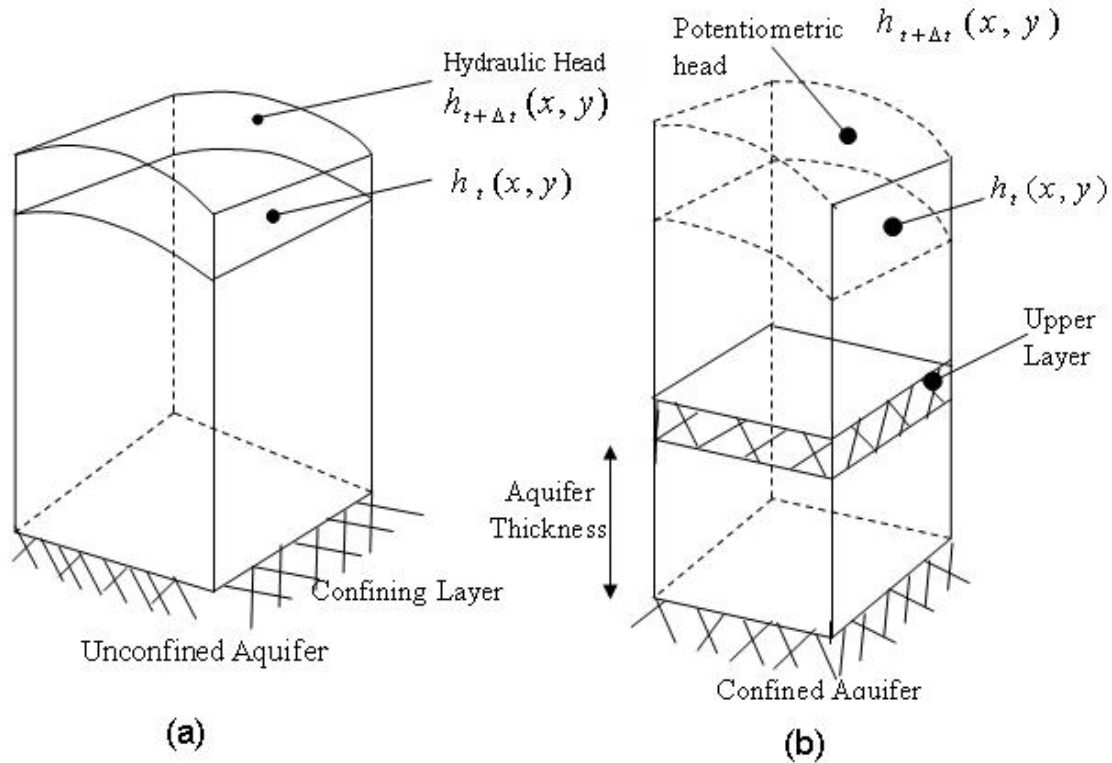 Hydraulic Head
h_{t+Δt}(x, y)
h_t(x, y)
Confining Layer
Unconfined Aquifer
(a)
Potentiometric
head
h_{t+Δt}(x, y)
h_t(x, y)
Upper
Layer
Aquifer
Thickness
Confined Aquifer
(b)